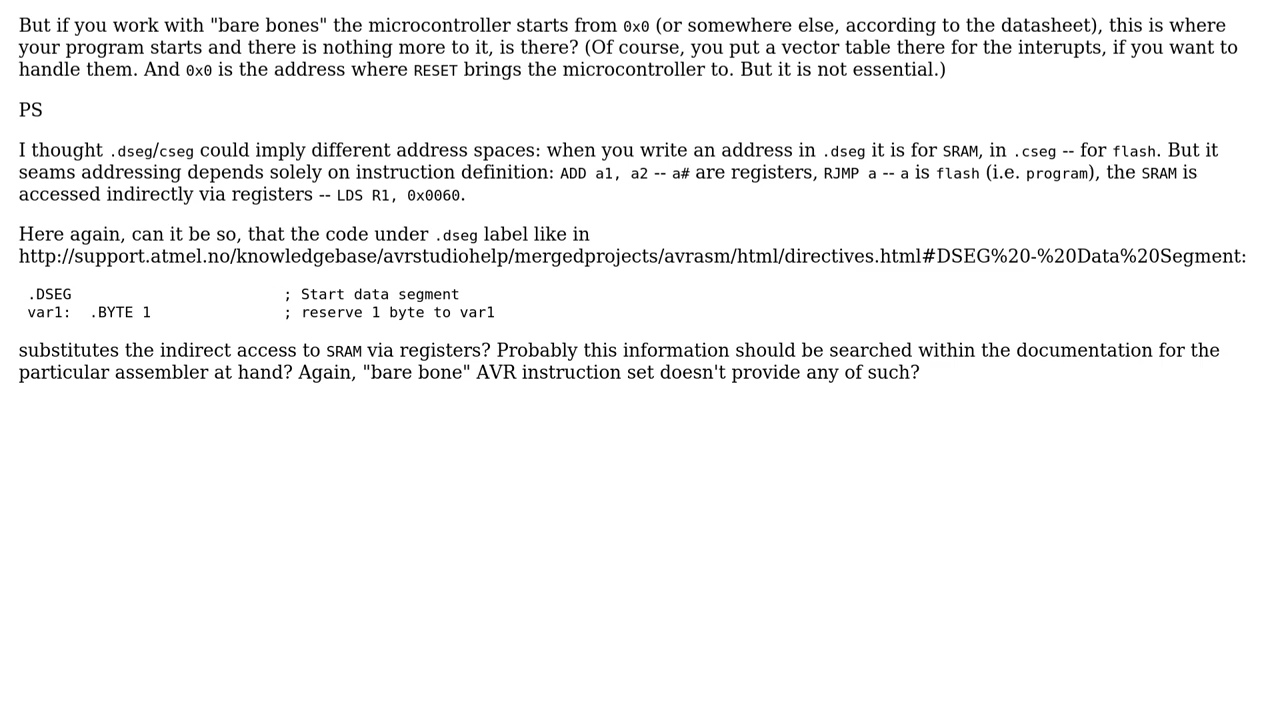 But if you work with "bare bones" the microcontroller starts from 0x0 (or somewhere else, according to the datasheet), this is where
your program starts and there is nothing more to it, is there? (Of course, you put a vector table there for the interupts, if you want to
handle them. And 0x0 is the address where RESET brings the microcontroller to. But it is not essential.)
PS
I thought .dseg/cseg could imply different address spaces: when you write an address in .dseg it is for SRAM, in .cseg -- for flash. But it
seams addressing depends solely on instruction definition: ADD a1, a2 -- a# are registers, RJMP a -- a is flash (i.e. program), the SRAM is
accessed indirectly via registers -- LDS R1, 0x0060.
Here again, can it be so, that the code under .dseg label like in
http://support.atmel.no/knowledgebase/avrstudiohelp/mergedprojects/avrasm/html/directives.html#DSEG%20-%20Data%20Segment:
.DSEG ; Start data segment
var1: .BYTE 1 ; reserve 1 byte to var1
substitutes the indirect access to SRAM via registers? Probably this information should be searched within the documentation for the
particular assembler at hand? Again, "bare bone" AVR instruction set doesn't provide any of such?